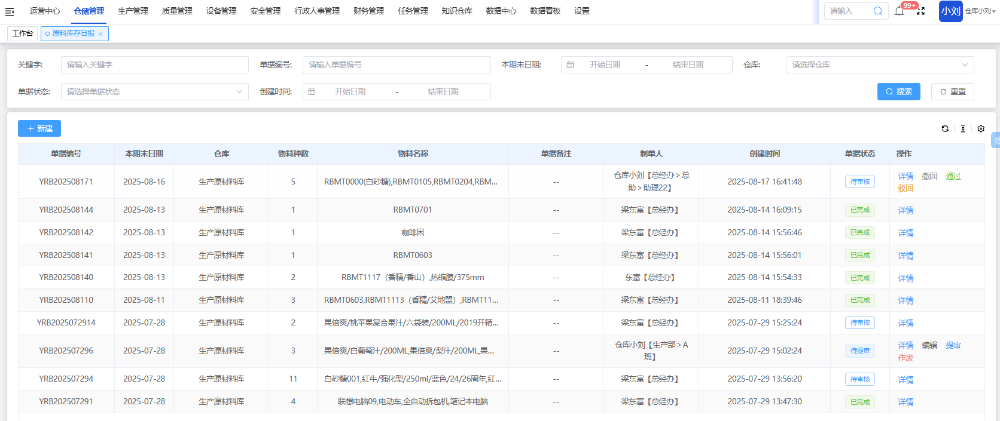 运营中心 仓储管理 生产管理 质量管理 设备管理 安全管理 行政人事管理 财务管理 任务管理 知识仓库 数据中心 数据看板 设置 请输入 99+ 小刘 仓库小刘
工作台 原料库存日报
关键字: 请输入关键字 单据编号: 请输入单据编号 本期末日期: 开始日期 - 结束日期 仓库: 请选择仓库
单据状态: 请选择单据状态 创建时间: 开始日期 - 结束日期 搜索 重置
新建
单据编号 本期末日期 仓库 物料种数 物料名称 单据备注 制单人 创建时间 单据状态 操作
YRB202508171 2025-08-16 生产原材料库 5 RBMT0000(白砂糖),RBMT0105,RBMT0204,RBM... -- 仓库小刘【总经办 > 总助 > 助理22】 2025-08-17 16:41:48 待审核 详情 撤回 通过 驳回
YRB202508144 2025-08-13 生产原材料库 1 RBMT0701 -- 梁东富【总经办】 2025-08-14 16:09:15 已完成 详情
YRB202508142 2025-08-13 生产原材料库 1 咖啡因 -- 梁东富【总经办】 2025-08-14 15:56:46 已完成 详情
YRB202508141 2025-08-13 生产原材料库 1 RBMT0603 -- 梁东富【总经办】 2025-08-14 15:56:01 已完成 详情
YRB202508140 2025-08-13 生产原材料库 2 RBMT1117（香精/香山）,热缩膜/375mm -- 东富【总经办】 2025-08-14 15:54:33 已完成 详情
YRB202508110 2025-08-11 生产原材料库 3 RBMT0603,RBMT1113（香精/艾地盟）,RBMT11... -- 梁东富【总经办】 2025-08-11 18:39:46 已完成 详情
YRB2025072914 2025-07-28 生产原材料库 2 果倍爽/桃苹果复合果汁/六袋装/200ML/2019开箱... -- 梁东富【总经办】 2025-07-29 15:25:24 待审核 详情
YRB202507296 2025-07-28 生产原材料库 3 果倍爽/白葡萄汁/200ML,果倍爽/梨汁/200ML,果... -- 仓库小刘【生产部 > A班】 2025-07-29 15:02:24 待提审 详情 编辑 提审 作废
YRB202507294 2025-07-28 生产原材料库 11 白砂糖001,红牛/强化型/250ml/蓝色/24/26周年,红... -- 梁东富【总经办】 2025-07-29 13:56:20 待审核 详情
YRB202507291 2025-07-28 生产原材料库 4 联想电脑09,电动车,全自动拆包机,笔记本电脑 -- 梁东富【总经办】 2025-07-29 13:47:30 已完成 详情